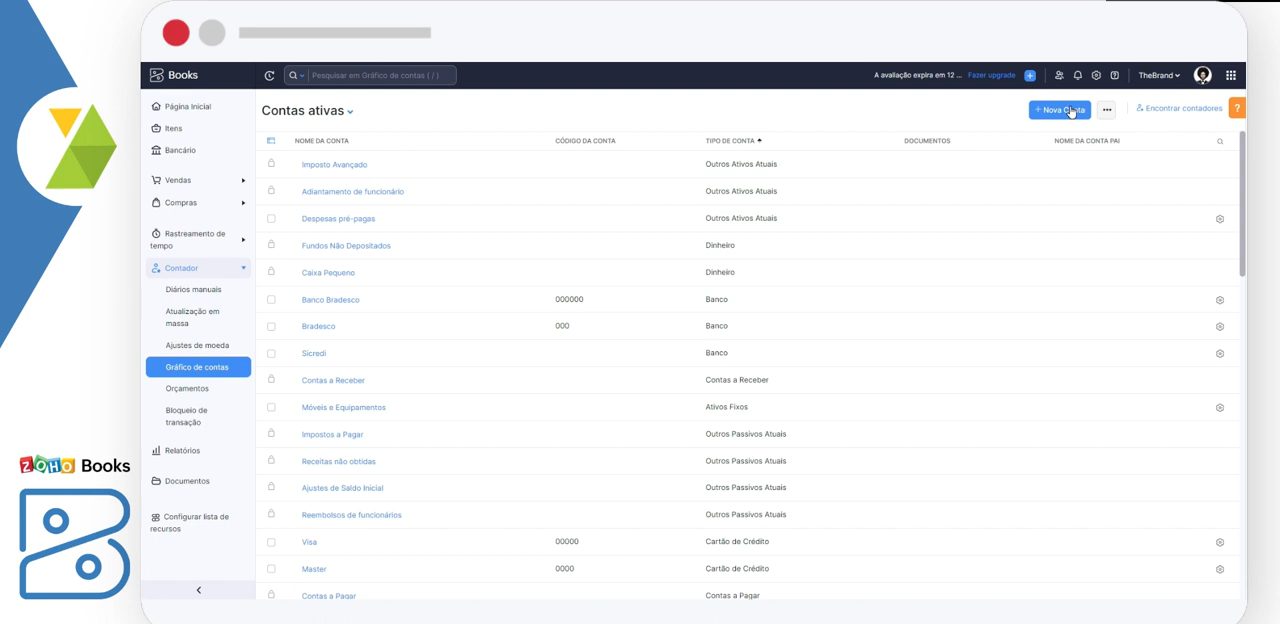 Books
Pesquisar em Gráfico de contas ( / )
A avaliação expira em 12 ...
Fazer upgrade
TheBrand
Página Inicial
Itens
Bancário
Vendas
Compras
Rastreamento de
tempo
Contador
Diários manuais
Atualização em
massa
Ajustes de moeda
Gráfico de contas
Orçamentos
Bloqueio de
transação
Relatórios
Documentos
Configurar lista de
recursos
ZOHO Books
Contas ativas
+ Nova Conta
Encontrar contadores
?
NOME DA CONTA CÓDIGO DA CONTA TIPO DE CONTA DOCUMENTOS NOME DA CONTA PAI
Imposto Avançado Outros Ativos Atuais
Adiantamento de funcionário Outros Ativos Atuais
Despesas pré-pagas Outros Ativos Atuais
Fundos Não Depositados Dinheiro
Caixa Pequeno Dinheiro
Banco Bradesco 000000 Banco
Bradesco 000 Banco
Sicredi Banco
Contas a Receber Contas a Receber
Móveis e Equipamentos Ativos Fixos
Impostos a Pagar Outros Passivos Atuais
Receitas não obtidas Outros Passivos Atuais
Ajustes de Saldo Inicial Outros Passivos Atuais
Reembolsos de funcionários Outros Passivos Atuais
Visa 00000 Cartão de Crédito
Master 0000 Cartão de Crédito
Contas a Pagar Contas a Pagar